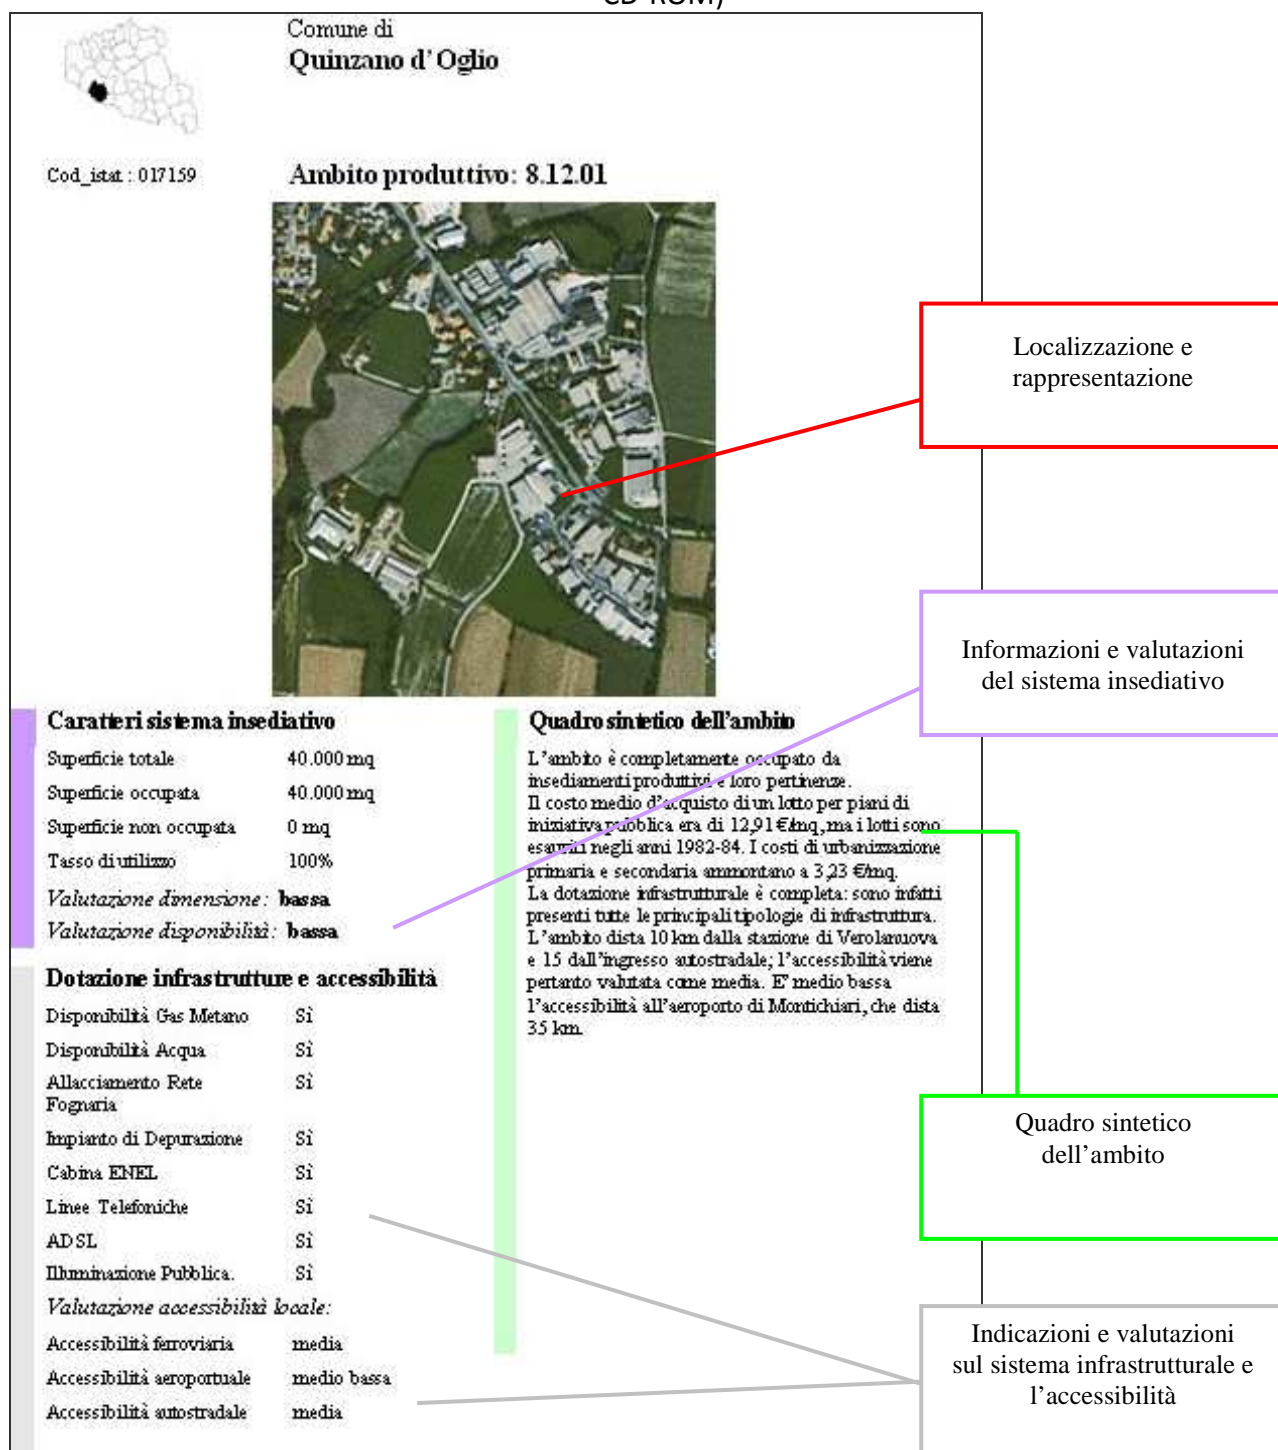 CD-ROM)
Comune di
Quinzano d'Oglio
Cod_istat : 017159
Ambito produttivo: 8.12.01
Localizzazione e
rappresentazione
Informazioni e valutazioni
del sistema insediativo
Caratteri sistema insediativo
Superficie totale 40.000 mq
Superficie occupata 40.000 mq
Superficie non occupata 0 mq
Tasso di utilizzo 100%
Valutazione dimensione: bassa
Valutazione disponibilità: bassa
Dotazione infrastrutture e accessibilità
Disponibilità Gas Metano Sì
Disponibilità Acqua Sì
Allacciamento Rete Sì
Fognaria
Impianto di Depurazione Sì
Cabina ENEL Sì
Linee Telefoniche Sì
ADSL Sì
Illuminazione Pubblica. Sì
Valutazione accessibilità locale:
Accessibilità ferroviaria media
Accessibilità aeroportuale medio bassa
Accessibilità autostradale media
Quadro sintetico dell'ambito
L'ambito è completamente occupato da
insediamenti produttivi e loro pertinenze.
Il costo medio d'acquisto di un lotto per piani di
iniziativa pubblica era di 12,91 €/mq, ma i lotti sono
esauriti negli anni 1982-84. I costi di urbanizzazione
primaria e secondaria ammontano a 3,23 €/mq.
La dotazione infrastrutturale è completa: sono infatti
presenti tutte le principali tipologie di infrastruttura.
L'ambito dista 10 km dalla stazione di Verolanuova
e 15 dall'ingresso autostradale; l'accessibilità viene
pertanto valutata come media. E' medio bassa
l'accessibilità all'aeroporto di Montichiari, che dista
35 km.
Quadro sintetico
dell'ambito
Indicazioni e valutazioni
sul sistema infrastrutturale e
l'accessibilità